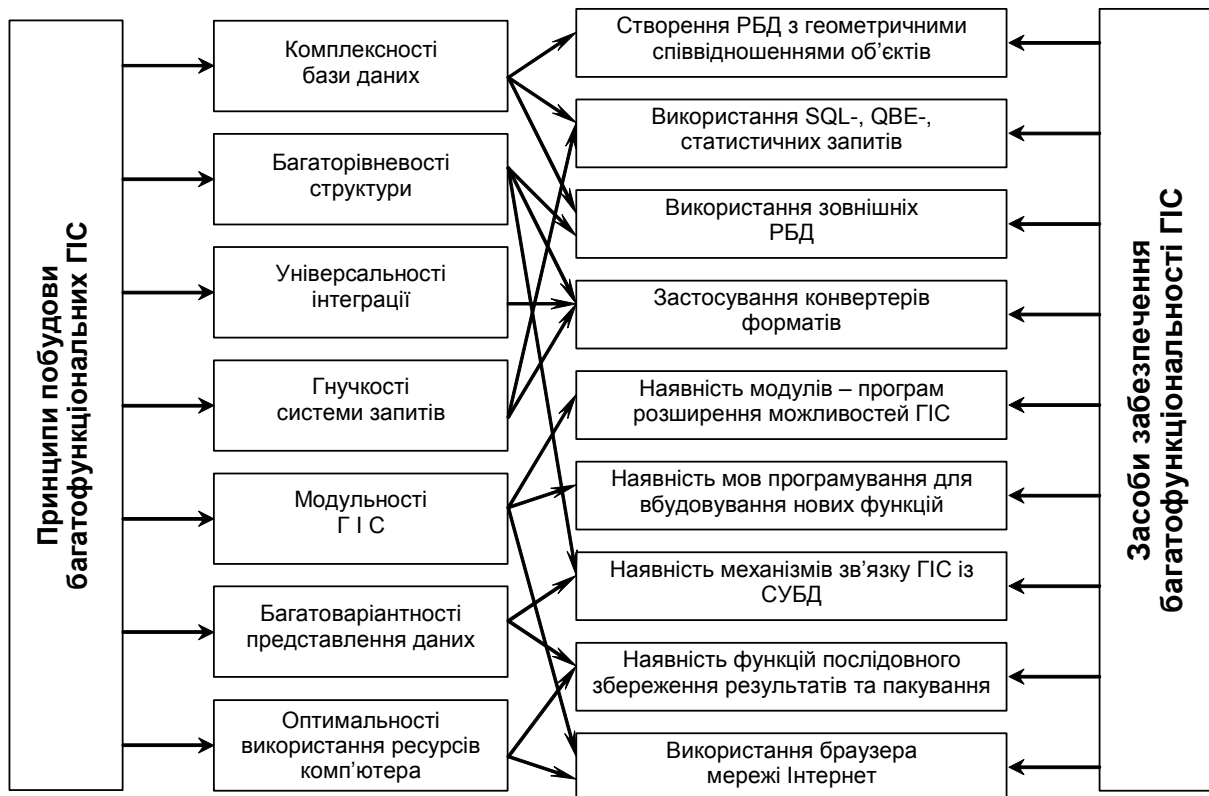 Принципи побудови
багатофункціональних ГІС
Комплексності
бази даних
Багаторівневості
структури
Універсальності
інтеграції
Гнучкості
системи запитів
Модульності
Г І С
Багатоваріантності
представлення даних
Оптимальності
використання ресурсів
комп’ютера
Створення РБД з геометричними
співвідношеннями об’єктів
Використання SQL-, QBE-,
статистичних запитів
Використання зовнішніх
РБД
Застосування конвертерів
форматів
Наявність модулів – програм
розширення можливостей ГІС
Наявність мов програмування для
вбудовування нових функцій
Наявність механізмів зв’язку ГІС із
СУБД
Наявність функцій послідовного
збереження результатів та пакування
Використання браузера
мережі Інтернет
Засоби забезпечення
багатофункціональності ГІС